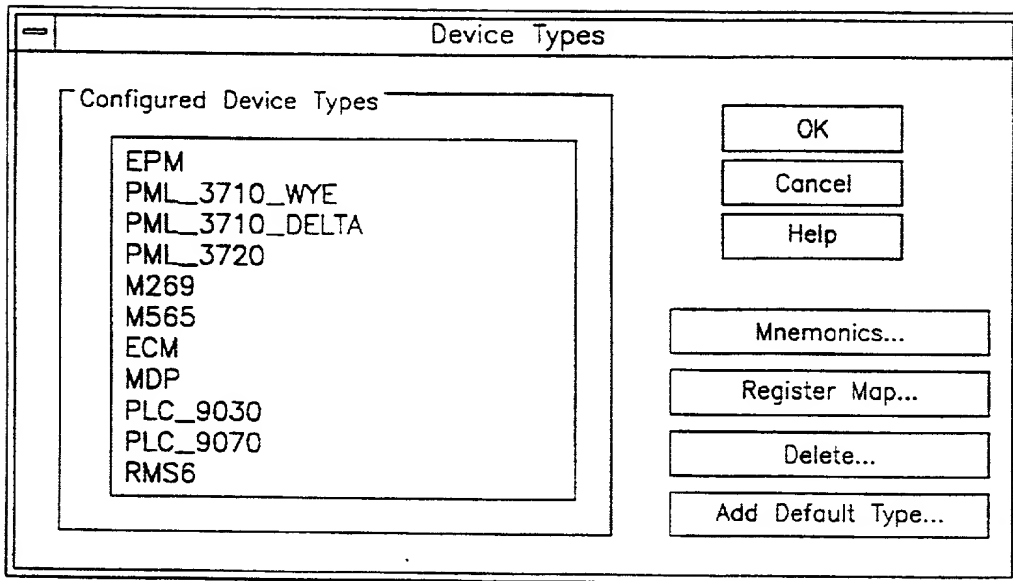 Device Types
Configured Device Types
EPM
PML_3710_WYE
PML_3710_DELTA
PML_3720
M269
M565
ECM
MDP
PLC_9030
PLC_9070
RMS6
OK
Cancel
Help
Mnemonics...
Register Map...
Delete...
Add Default Type...